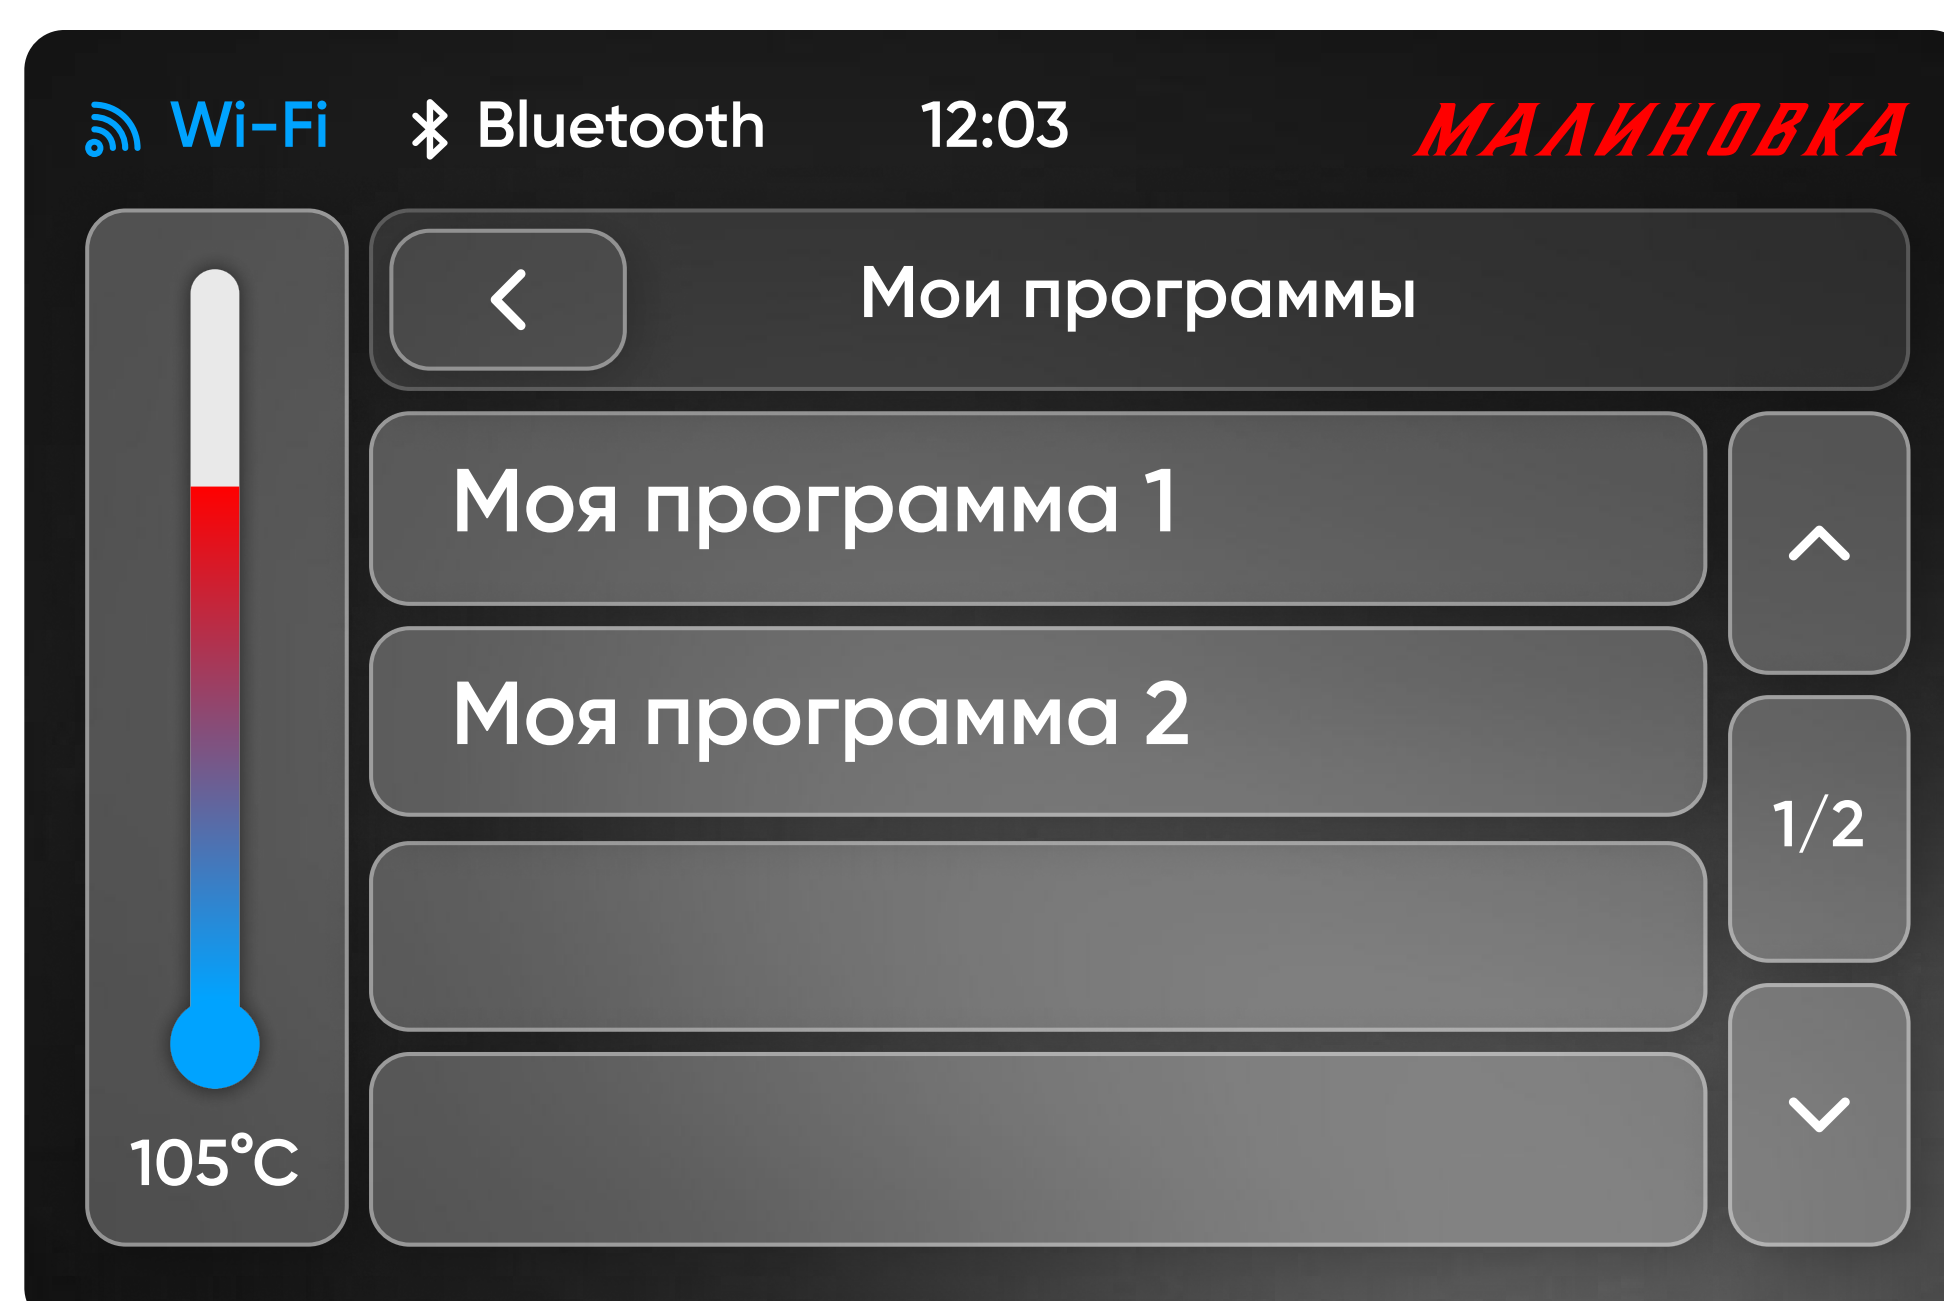 Wi-Fi Bluetooth 12:03 МАЛИНОВКА
Мои программы
Моя программа 1
Моя программа 2
1/2
105°C